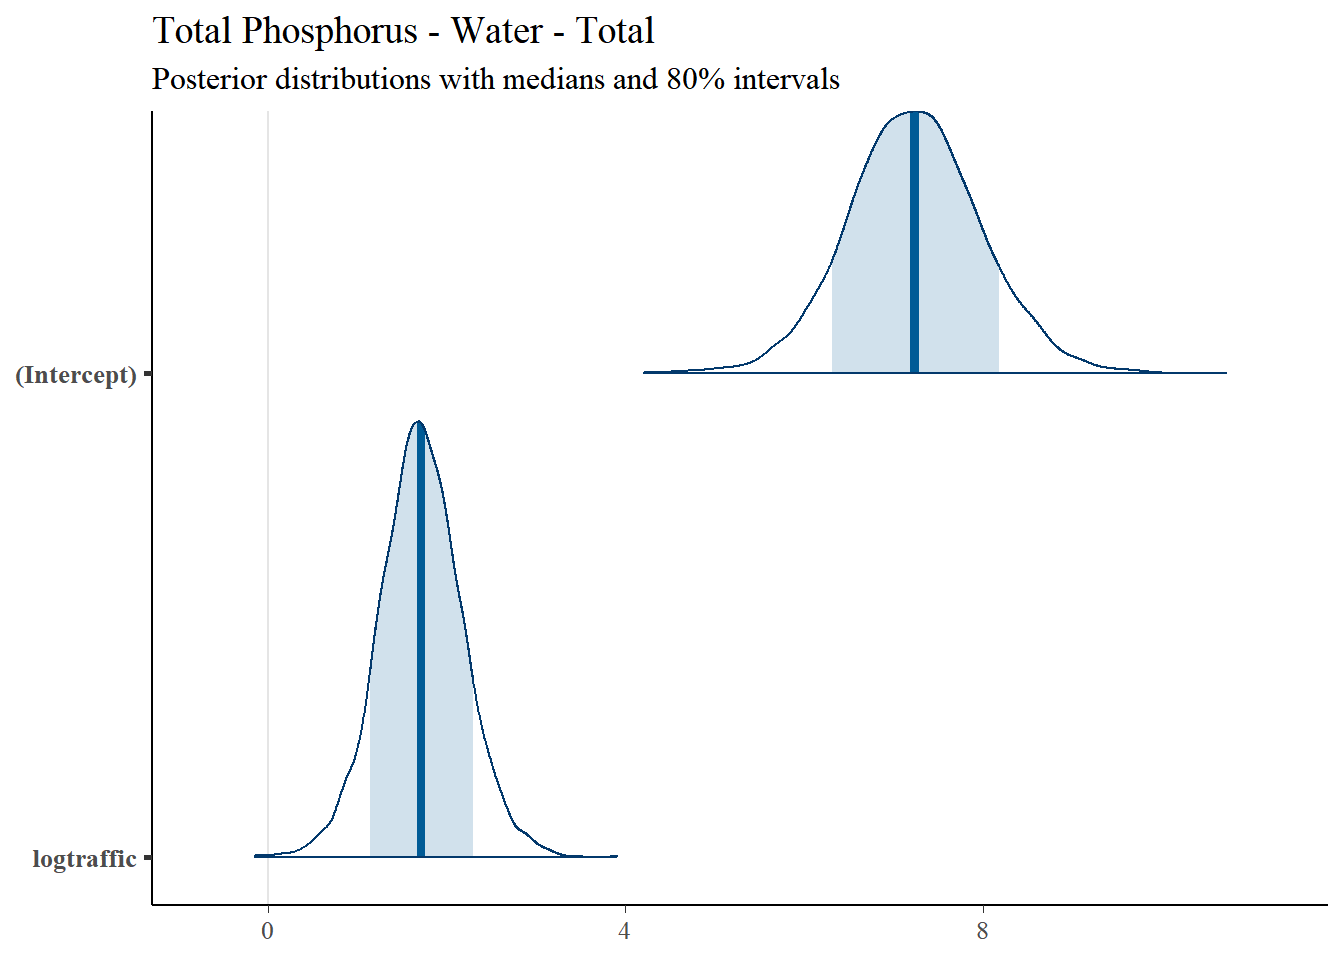 Total Phosphorus - Water - Total
Posterior distributions with medians and 80% intervals
(Intercept)
logtraffic
0 4 8